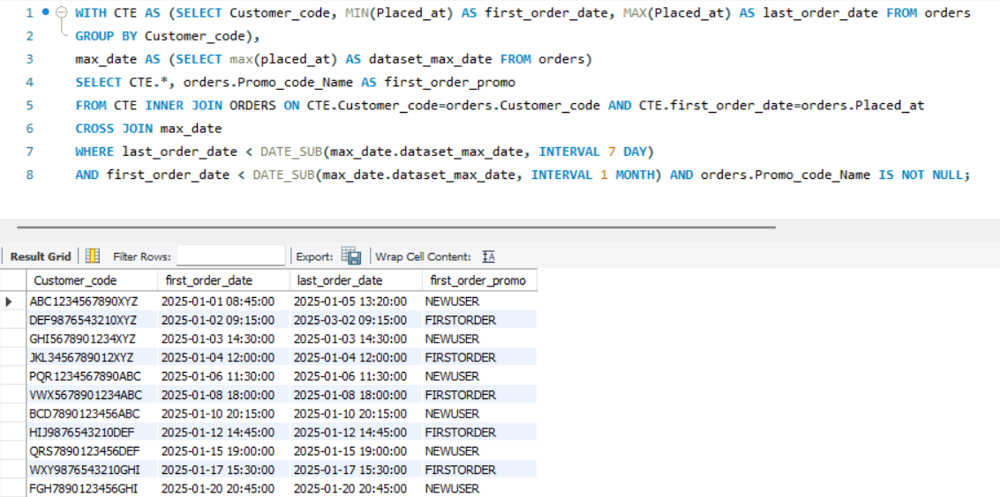 1 WITH CTE AS (SELECT Customer_code, MIN(Placed_at) AS first_order_date, MAX(Placed_at) AS last_order_date FROM orders
2 GROUP BY Customer_code),
3 max_date AS (SELECT max(placed_at) AS dataset_max_date FROM orders)
4 SELECT CTE.*, orders.Promo_code_Name AS first_order_promo
5 FROM CTE INNER JOIN ORDERS ON CTE.Customer_code=orders.Customer_code AND CTE.first_order_date=orders.Placed_at
6 CROSS JOIN max_date
7 WHERE last_order_date < DATE_SUB(max_date.dataset_max_date, INTERVAL 7 DAY)
8 AND first_order_date < DATE_SUB(max_date.dataset_max_date, INTERVAL 1 MONTH) AND orders.Promo_code_Name IS NOT NULL;
Result Grid Filter Rows: Export: Wrap Cell Content:
Customer_code first_order_date last_order_date first_order_promo
ABC1234567890XYZ 2025-01-01 08:45:00 2025-01-05 13:20:00 NEWUSER
DEF9876543210XYZ 2025-01-02 09:15:00 2025-03-02 09:15:00 FIRSTORDER
GHI5678901234XYZ 2025-01-03 14:30:00 2025-01-03 14:30:00 NEWUSER
JKL3456789012XYZ 2025-01-04 12:00:00 2025-01-04 12:00:00 FIRSTORDER
PQR1234567890ABC 2025-01-06 11:30:00 2025-01-06 11:30:00 NEWUSER
VWX5678901234ABC 2025-01-08 18:00:00 2025-01-08 18:00:00 FIRSTORDER
BCD7890123456ABC 2025-01-10 20:15:00 2025-01-10 20:15:00 NEWUSER
HIJ9876543210DEF 2025-01-12 14:45:00 2025-01-12 14:45:00 FIRSTORDER
QRS7890123456DEF 2025-01-15 19:00:00 2025-01-15 19:00:00 NEWUSER
WXY9876543210GHI 2025-01-17 15:30:00 2025-01-17 15:30:00 FIRSTORDER
FGH7890123456GHI 2025-01-20 20:45:00 2025-01-20 20:45:00 NEWUSER